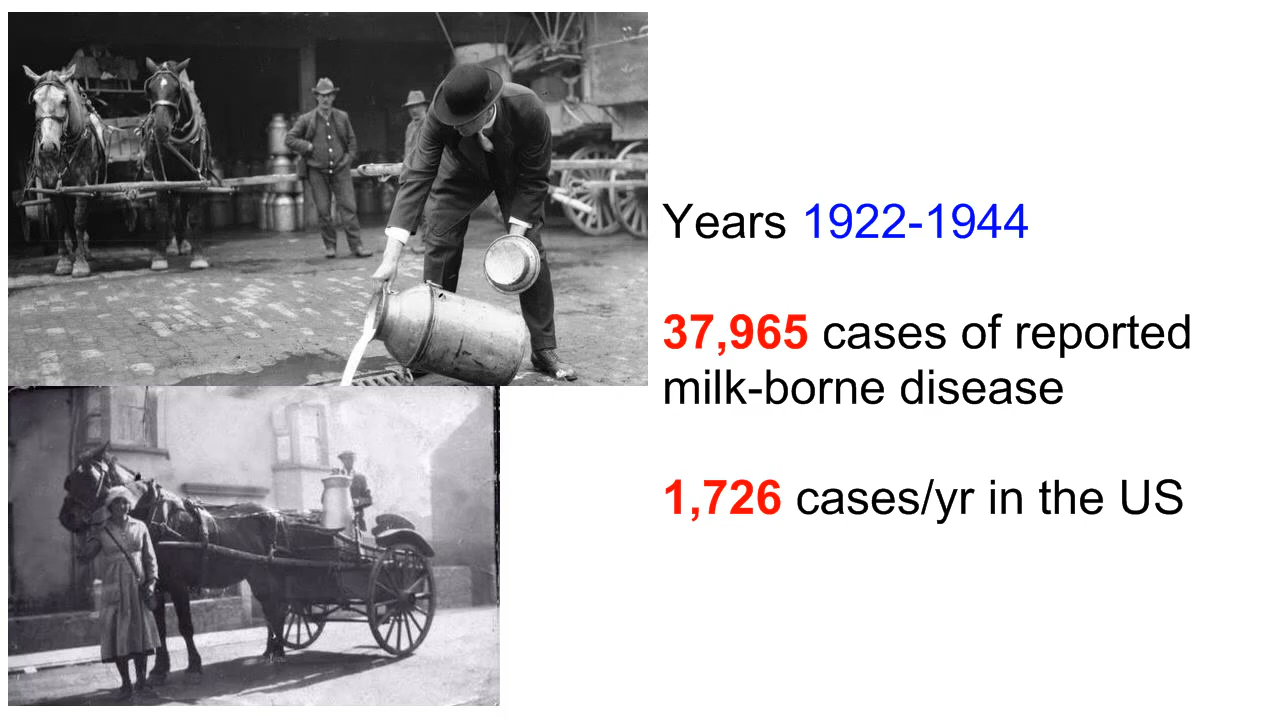 Years 1922-1944
37,965 cases of reported
milk-borne disease
1,726 cases/yr in the US